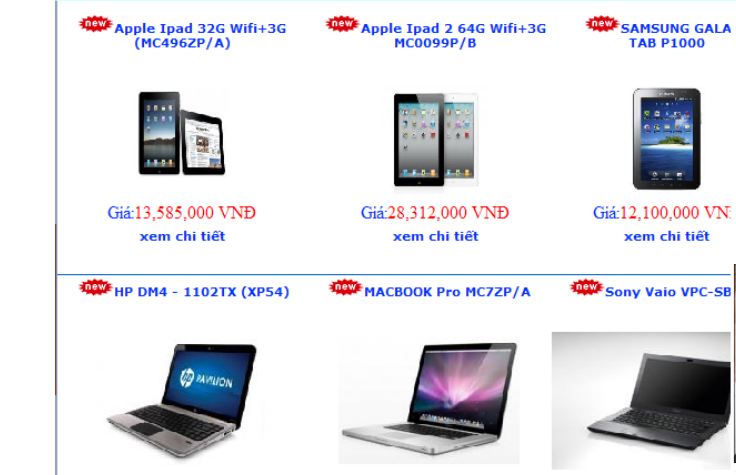 new Apple Ipad 32G Wifi+3G
(MC496ZP/A)
new Apple Ipad 2 64G Wifi+3G
MC0099P/B
new SAMSUNG GALA
TAB P1000
Giá:13,585,000 VNĐ
xem chi tiết
Giá:28,312,000 VNĐ
xem chi tiết
Giá:12,100,000 VN
xem chi tiết
new HP DM4 - 1102TX (XP54)
new MACBOOK Pro MC7ZP/A
new Sony Vaio VPC-SB
hp PAVILION